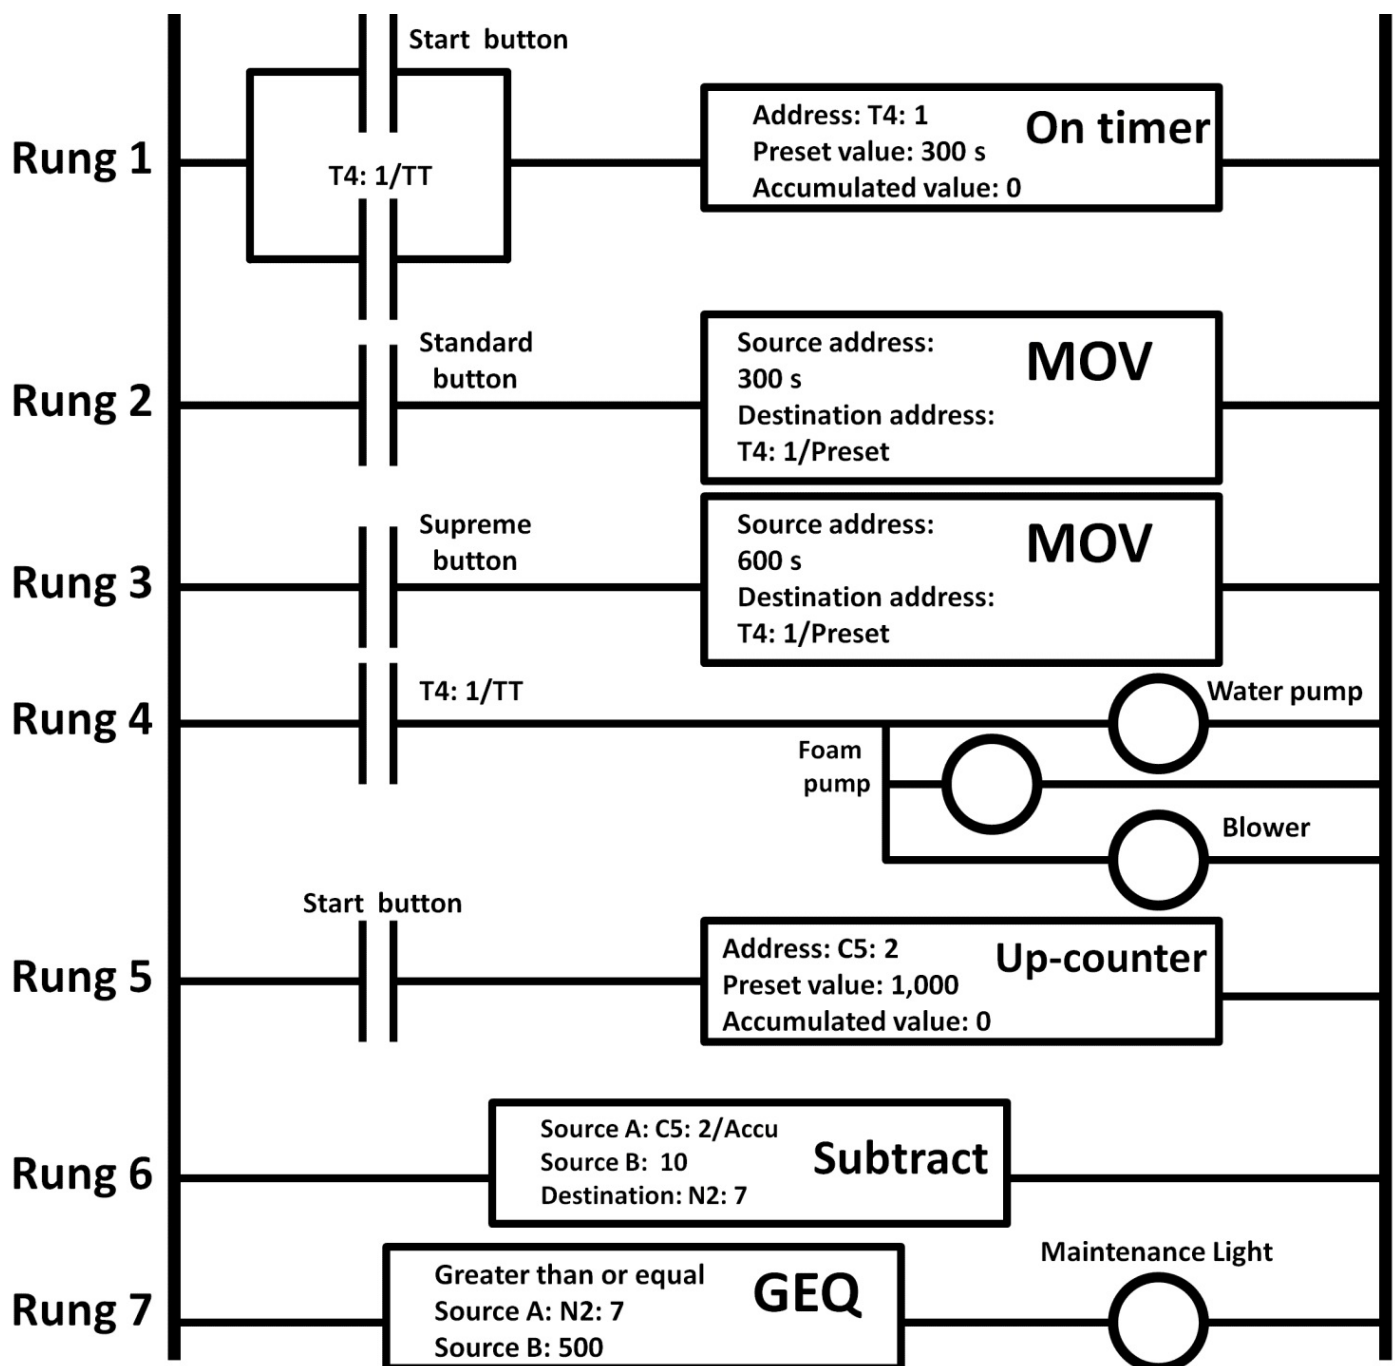 Start button
Rung 1
T4: 1/TT
Address: T4: 1
On timer
Preset value: 300 s
Accumulated value: 0
Rung 2
Standard
button
Source address:
MOV
300 s
Destination address:
T4: 1/Preset
Rung 3
Supreme
button
Source address:
MOV
600 s
Destination address:
T4: 1/Preset
Rung 4
T4: 1/TT
Water pump
Foam
pump
Blower
Start button
Rung 5
Address: C5: 2
Up-counter
Preset value: 1,000
Accumulated value: 0
Rung 6
Source A: C5: 2/Accu
Subtract
Source B: 10
Destination: N2: 7
Rung 7
Greater than or equal
GEQ
Source A: N2: 7
Source B: 500
Maintenance Light